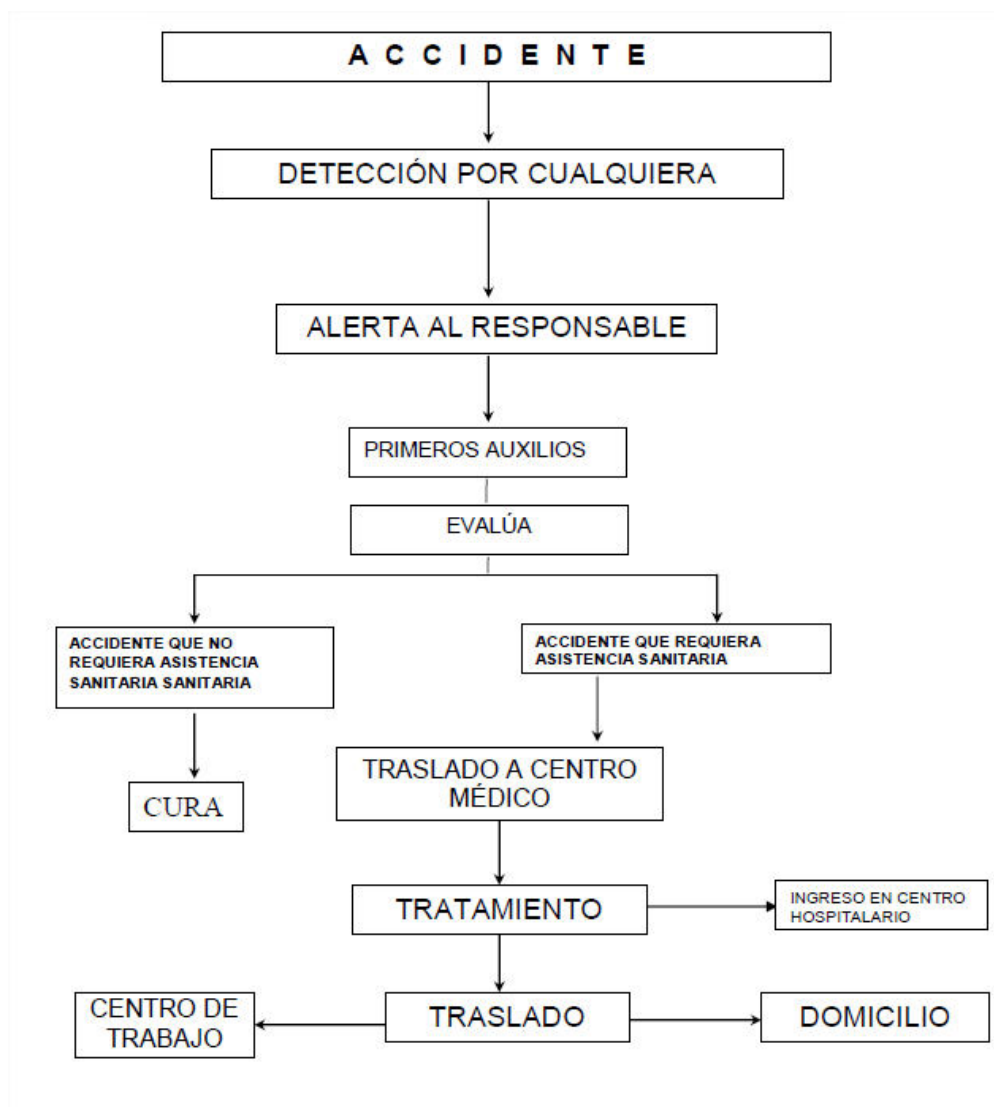 A C C I D E N T E
DETECCIÓN POR CUALQUIERA
ALERTA AL RESPONSABLE
PRIMEROS AUXILIOS
EVALÚA
ACCIDENTE QUE NO
REQUIERA ASISTENCIA
SANITARIA SANITARIA
ACCIDENTE QUE REQUIERA
ASISTENCIA SANITARIA
CURA
TRASLADO A CENTRO
MÉDICO
TRATAMIENTO
INGRESO EN CENTRO
HOSPITALARIO
CENTRO DE
TRABAJO
TRASLADO
DOMICILIO